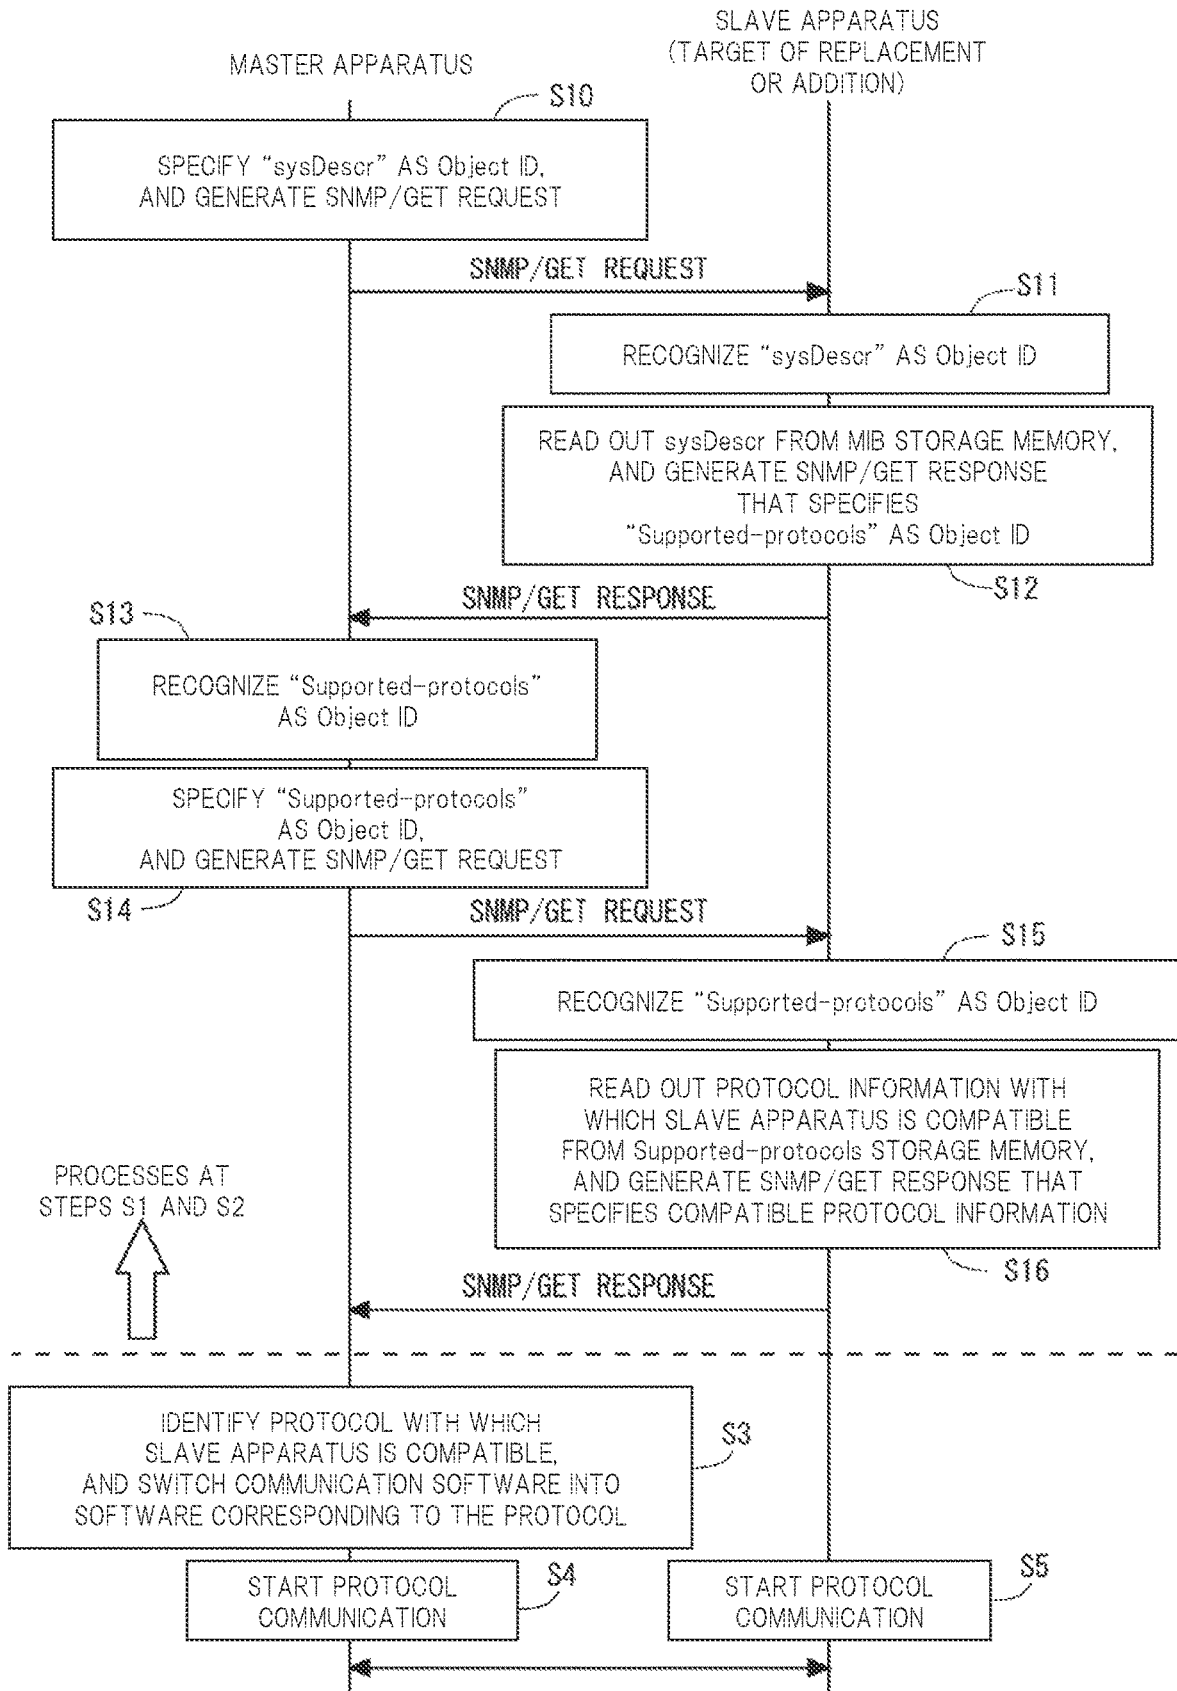 MASTER APPARATUS
SLAVE APPARATUS
(TARGET OF REPLACEMENT
OR ADDITION)
S10
SPECIFY “sysDescr” AS Object ID,
AND GENERATE SNMP/GET REQUEST
SNMP/GET REQUEST
S11
RECOGNIZE “sysDescr” AS Object ID
READ OUT sysDescr FROM MIB STORAGE MEMORY,
AND GENERATE SNMP/GET RESPONSE
THAT SPECIFIES
“Supported-protocols” AS Object ID
S12
SNMP/GET RESPONSE
S13
RECOGNIZE “Supported-protocols”
AS Object ID
SPECIFY “Supported-protocols”
AS Object ID,
AND GENERATE SNMP/GET REQUEST
S14
SNMP/GET REQUEST
S15
RECOGNIZE “Supported-protocols” AS Object ID
READ OUT PROTOCOL INFORMATION WITH
WHICH SLAVE APPARATUS IS COMPATIBLE
FROM Supported-protocols STORAGE MEMORY,
AND GENERATE SNMP/GET RESPONSE THAT
SPECIFIES COMPATIBLE PROTOCOL INFORMATION
S16
PROCESSES AT
STEPS S1 AND S2
SNMP/GET RESPONSE
IDENTIFY PROTOCOL WITH WHICH
SLAVE APPARATUS IS COMPATIBLE,
AND SWITCH COMMUNICATION SOFTWARE INTO
SOFTWARE CORRESPONDING TO THE PROTOCOL
S3
START PROTOCOL
COMMUNICATION
S4
START PROTOCOL
COMMUNICATION
S5